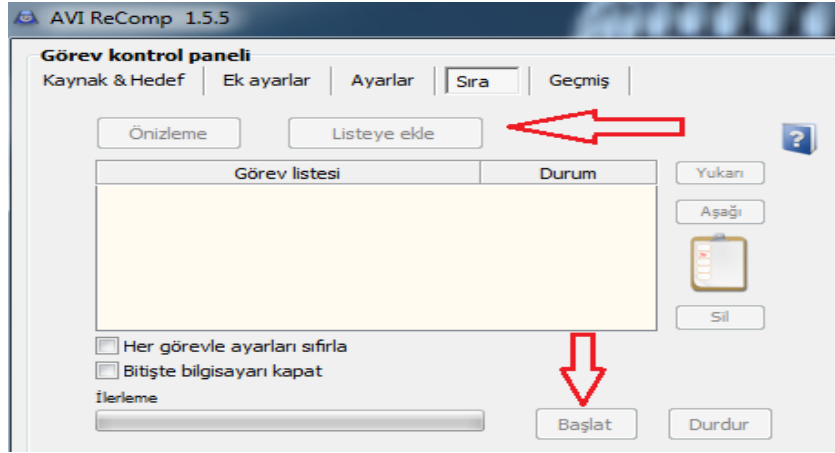 AVI ReComp 1.5.5
Görev kontrol paneli
Kaynak & Hedef Ek ayarlar Ayarlar Sıra Geçmiş
Önizleme Listeye ekle
?
Görev listesi Durum Yukarı
Aşağı
Sil
Her görevle ayarları sıfırla
Bitişte bilgisayarı kapat
İlerleme
Başlat Durdur